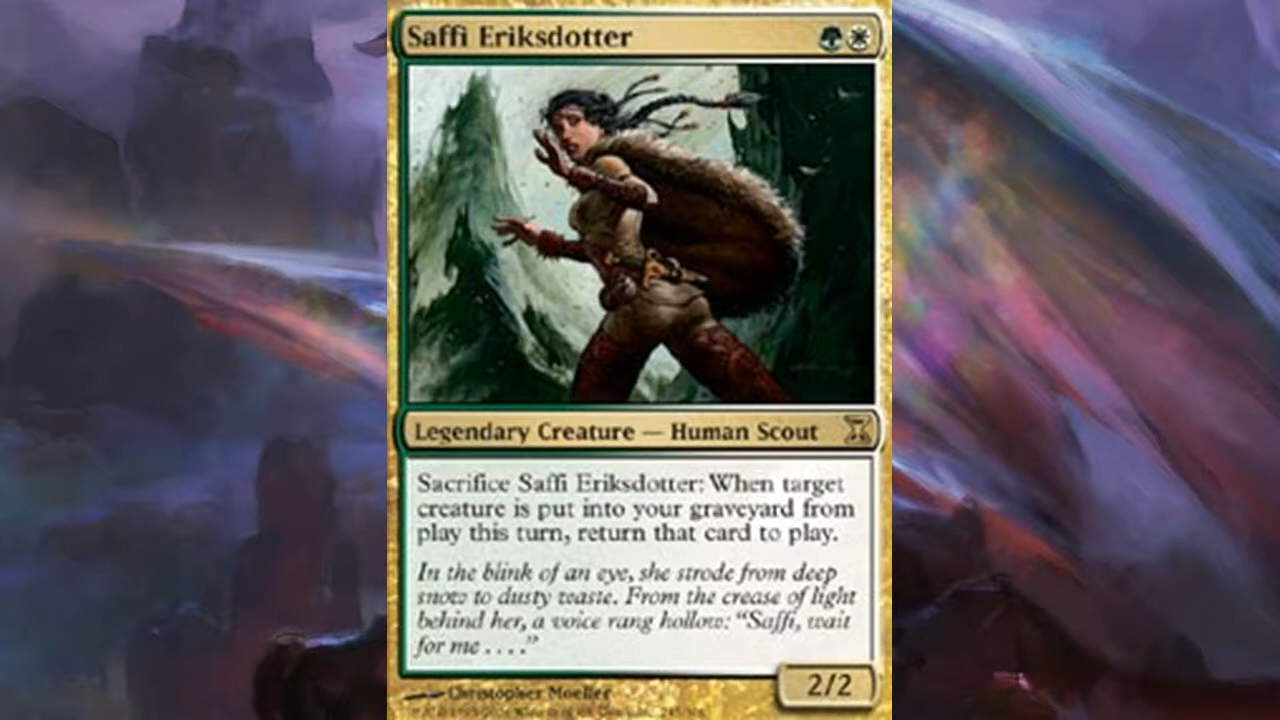 Saffi Eriksdotter
Legendary Creature — Human Scout
Sacrifice Saffi Eriksdotter: When target
creature is put into your graveyard from
play this turn, return that card to play.
In the blink of an eye, she strode from deep
snow to dusty waste. From the crease of light
behind her, a voice rang hollow: “Saffi, wait
for me . . . .”
2/2
Christopher Moeller